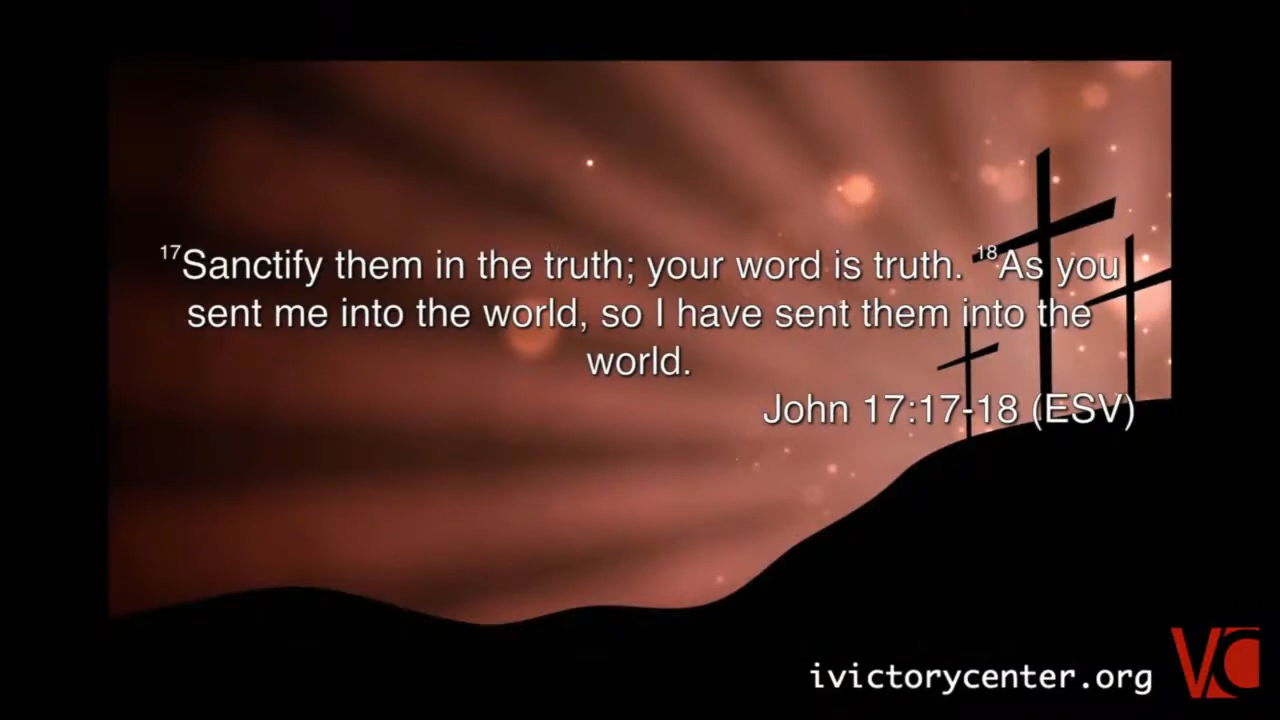 17Sanctify them in the truth; your word is truth. 18As you
sent me into the world, so I have sent them into the
world.
John 17:17-18 (ESV)
ivictorycenter.org
VC